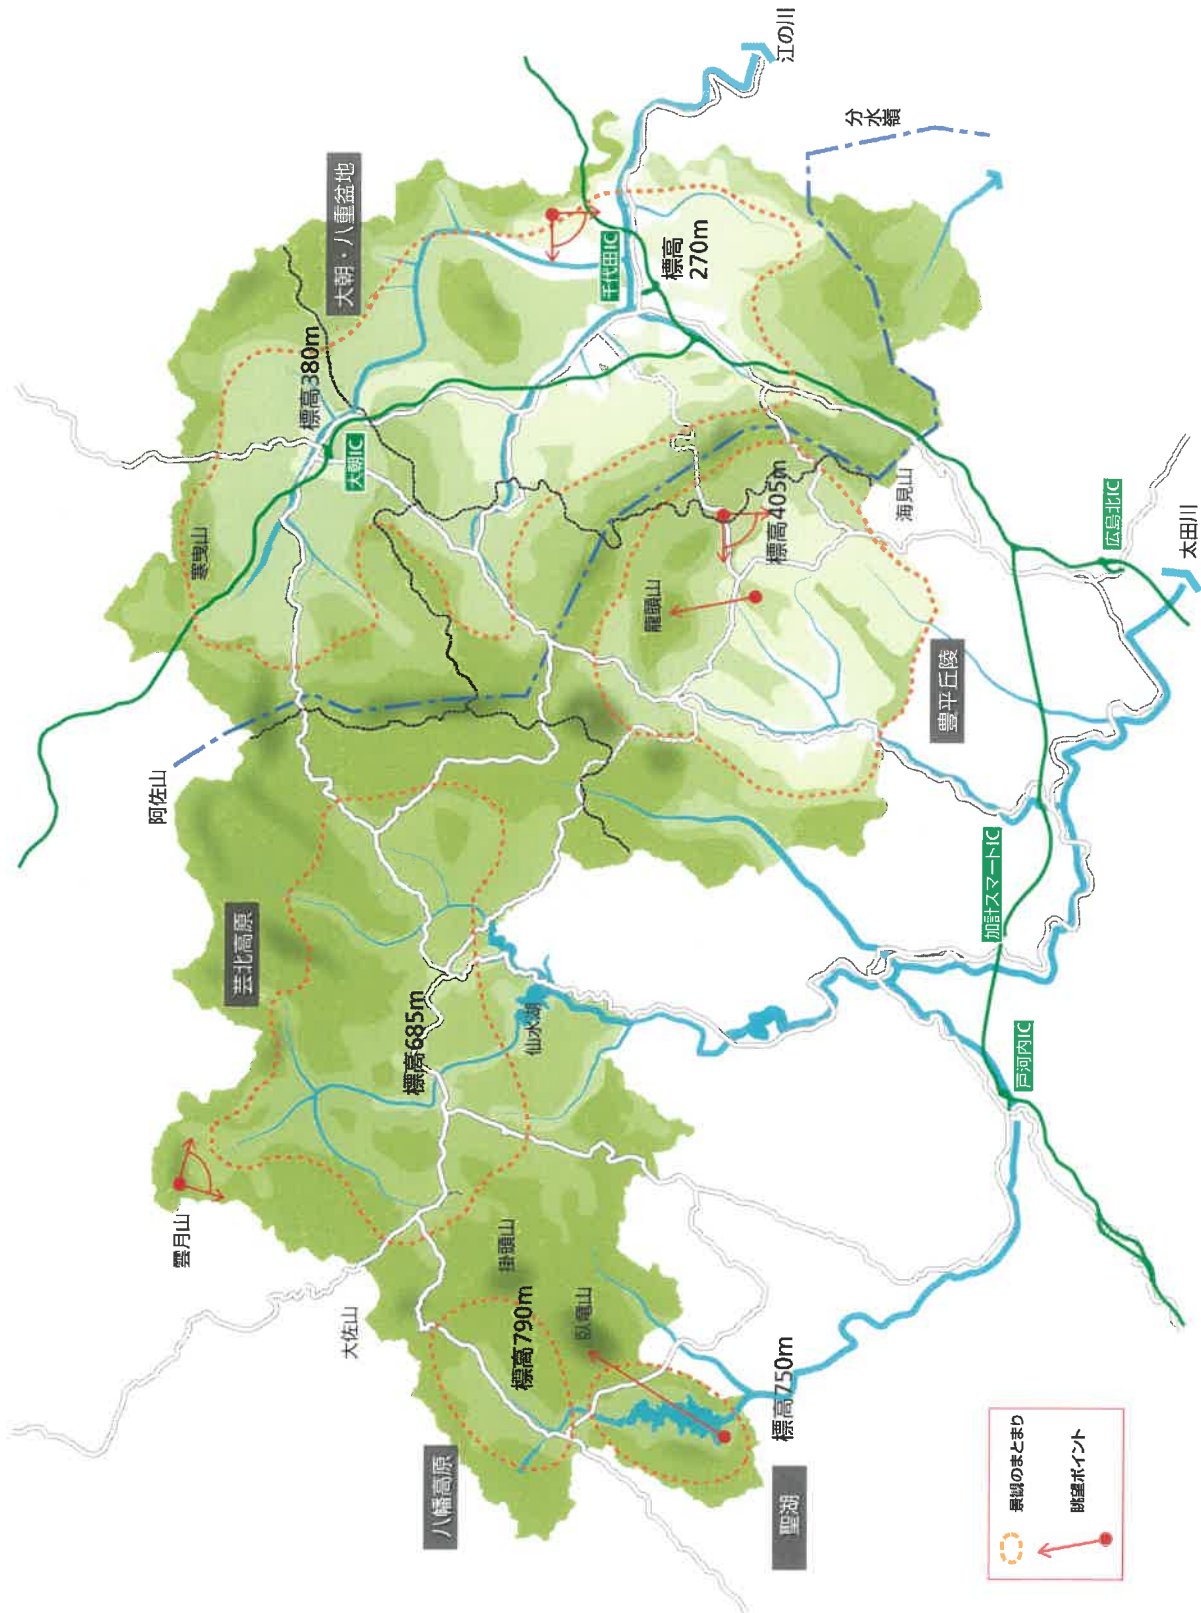 雲月山
芸北高原
阿佐山
寒曳山
標高380m
大朝・八重盆地
大朝IC
大佐山
八幡高原
掛頭山
標高790m
臥竜山
標高685m
仙水湖
聖湖
標高750m
龍頭山
標高405m
千代田IC
標高
270m
江の川
分水嶺
海見山
豊平丘陵
広島北IC
太田川
加計スマートIC
戸河内IC
景観のまとまり
眺望ポイント